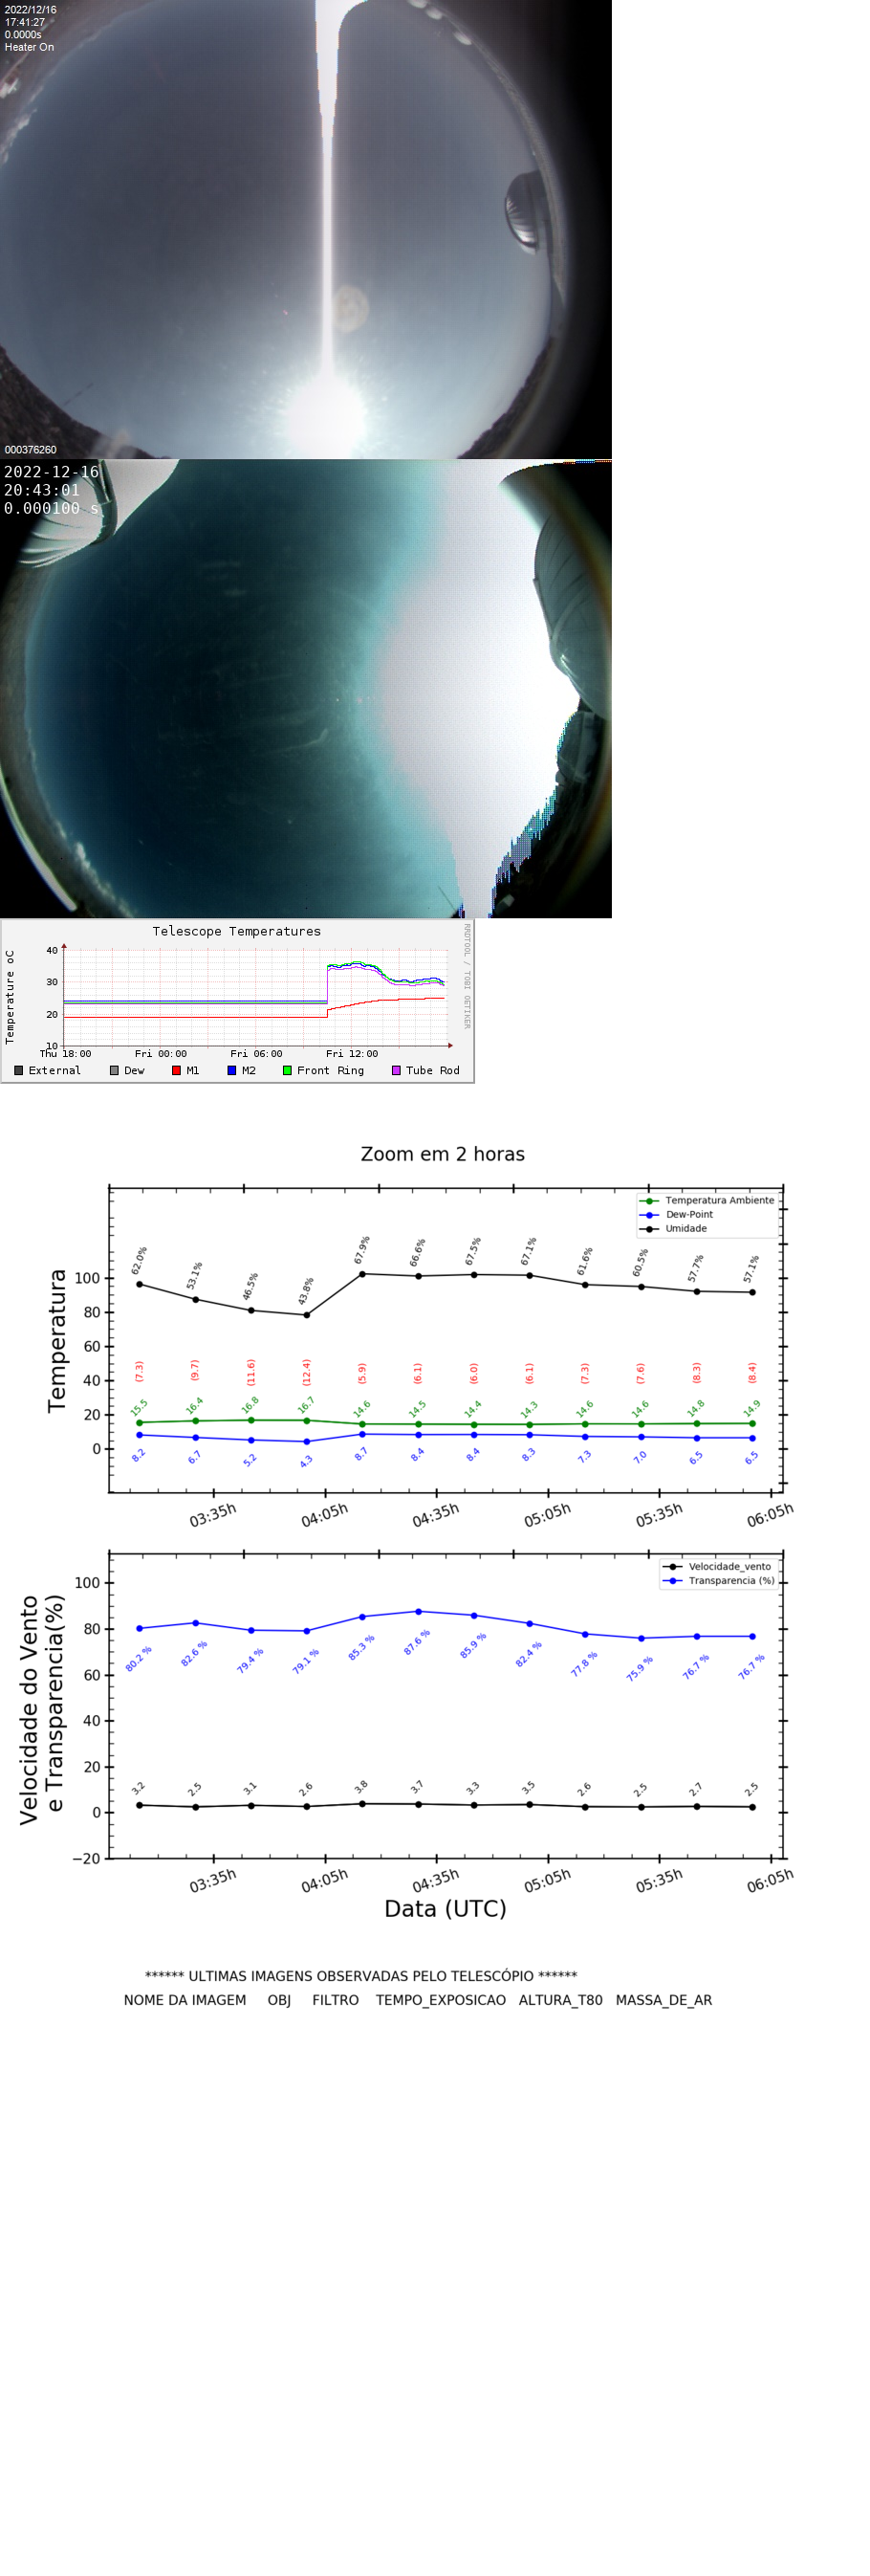 2022/12/16
17:41:27
0.0000s
Heater On
000376260
2022-12-16
20:43:01
0.000100 s
Telescope Temperatures
RRDTOOL / TOBI OETIKER
Temperature oC
40
30
20
10
Thu 18:00 Fri 00:00 Fri 06:00 Fri 12:00
External Dew M1 M2 Front Ring Tube Rod
Zoom em 2 horas
Temperatura Ambiente
Dew-Point
Umidade
Temperatura
100
80
60
40
20
0
62.0% 53.1% 46.5% 43.8% 67.9% 66.6% 67.5% 67.1% 61.6% 60.5% 57.7% 57.1%
(7.3) (9.7) (11.6) (12.4) (5.9) (6.1) (6.0) (6.1) (7.3) (7.6) (8.3) (8.4)
15.5 16.4 16.8 16.7 14.6 14.5 14.4 14.3 14.6 14.6 14.8 14.9
8.2 6.7 5.2 4.3 8.7 8.4 8.4 8.3 7.3 7.0 6.5 6.5
03:35h 04:05h 04:35h 05:05h 05:35h 06:05h
Velocidade_vento
Transparencia (%)
Velocidade do Vento
e Transparencia(%)
100
80
60
40
20
0
−20
80.2 % 82.6 % 79.4 % 79.1 % 85.3 % 87.6 % 85.9 % 82.4 % 77.8 % 75.9 % 76.7 % 76.7 %
3.2 2.5 3.1 2.6 3.8 3.7 3.3 3.5 2.6 2.5 2.7 2.5
03:35h 04:05h 04:35h 05:05h 05:35h 06:05h
Data (UTC)
****** ULTIMAS IMAGENS OBSERVADAS PELO TELESCÓPIO ******
NOME DA IMAGEM OBJ FILTRO TEMPO_EXPOSICAO ALTURA_T80 MASSA_DE_AR